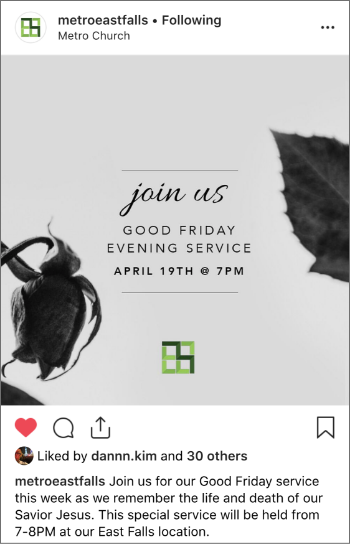 metroeastfalls • Following
Metro Church
join us
GOOD FRIDAY
EVENING SERVICE
APRIL 19TH @ 7PM
Liked by dannn.kim and 30 others
metroeastfalls Join us for our Good Friday service
this week as we remember the life and death of our
Savior Jesus. This special service will be held from
7-8PM at our East Falls location.